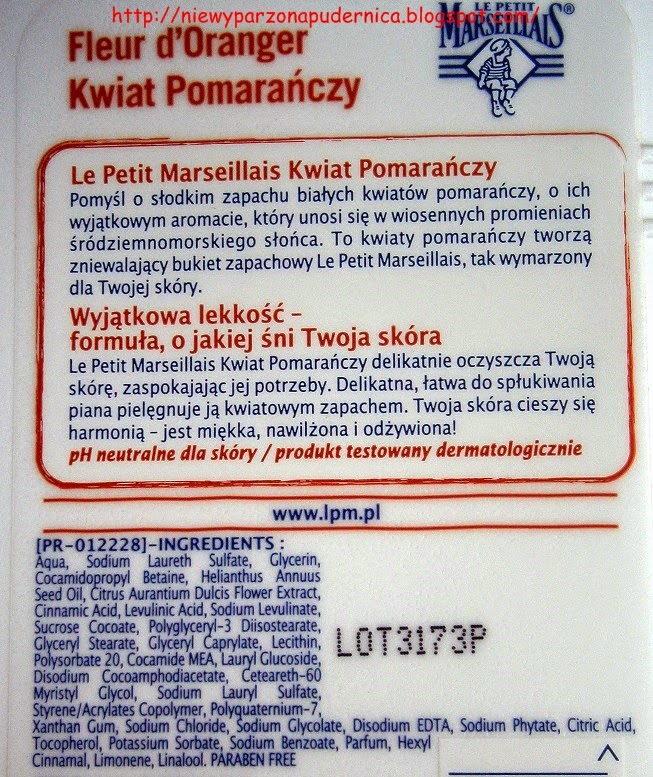 http://niewyparzonapudernica.blogspot.com/
LE PETIT
MARSEILLAIS®
Fleur d'Oranger
Kwiat Pomarańczy
Le Petit Marseillais Kwiat Pomarańczy
Pomyśl o słodkim zapachu białych kwiatów pomarańczy, o ich
wyjątkowym aromacie, który unosi się w wiosennych promieniach
śródziemnomorskiego słońca. To kwiaty pomarańczy tworzą
zniewalający bukiet zapachowy Le Petit Marseillais, tak wymarzony
dla Twojej skóry.
Wyjątkowa lekkość –
formuła, o jakiej śni Twoja skóra
Le Petit Marseillais Kwiat Pomarańczy delikatnie oczyszcza Twoją
skórę, zaspokajając jej potrzeby. Delikatna, łatwa do spłukiwania
piana pielęgnuje ją kwiatowym zapachem. Twoja skóra cieszy się
harmonią – jest miękka, nawilżona i odżywiona!
pH neutralne dla skóry / produkt testowany dermatologicznie
www.lpm.pl
[PR-012228]-INGREDIENTS :
Aqua, Sodium Laureth Sulfate, Glycerin,
Cocamidopropyl Betaine, Helianthus Annuus
Seed Oil, Citrus Aurantium Dulcis Flower Extract,
Cinnamic Acid, Levulinic Acid, Sodium Levulinate,
Sucrose Cocoate, Polyglyceryl-3 Diisostearate,
Glyceryl Stearate, Glyceryl Caprylate, Lecithin,
Polysorbate 20, Cocamide MEA, Lauryl Glucoside,
Disodium Cocoamphodiacetate, Ceteareth-60
Myristyl Glycol, Sodium Lauryl Sulfate,
Styrene/Acrylates Copolymer, Polyquaternium-7,
Xanthan Gum, Sodium Chloride, Sodium Glycolate, Disodium EDTA, Sodium Phytate, Citric Acid,
Tocopherol, Potassium Sorbate, Sodium Benzoate, Parfum, Hexyl
Cinnamal, Limonene, Linalool. PARABEN FREE
LOT3173P